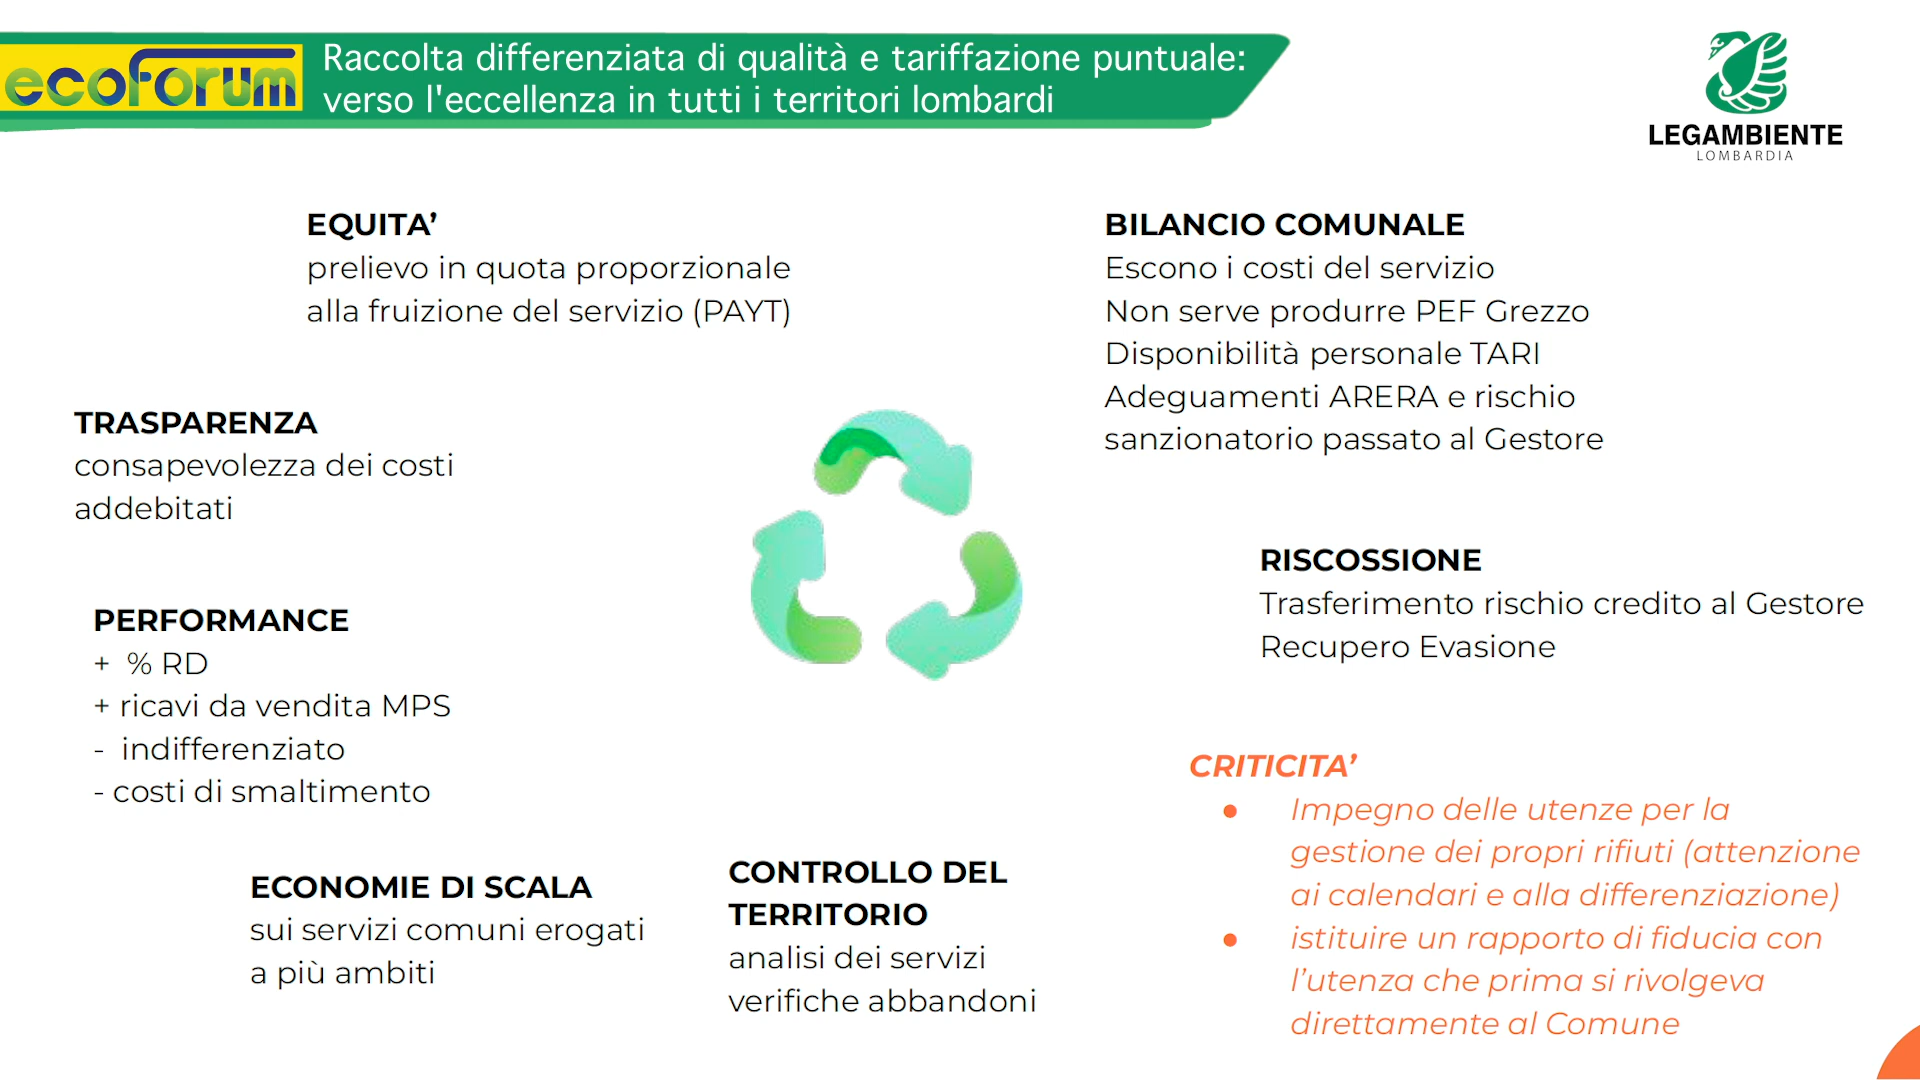 ecoforum
Raccolta differenziata di qualità e tariffazione puntuale:
verso l'eccellenza in tutti i territori lombardi
LEGAMBIENTE
LOMBARDIA
EQUITA’
prelievo in quota proporzionale
alla fruizione del servizio (PAYT)
TRASPARENZA
consapevolezza dei costi
addebitati
PERFORMANCE
+ % RD
+ ricavi da vendita MPS
- indifferenziato
- costi di smaltimento
ECONOMIE DI SCALA
sui servizi comuni erogati
a più ambiti
CONTROLLO DEL
TERRITORIO
analisi dei servizi
verifiche abbandoni
BILANCIO COMUNALE
Escono i costi del servizio
Non serve produrre PEF Grezzo
Disponibilità personale TARI
Adeguamenti ARERA e rischio
sanzionatorio passato al Gestore
RISCOSSIONE
Trasferimento rischio credito al Gestore
Recupero Evasione
CRITICITA’
● Impegno delle utenze per la
gestione dei propri rifiuti (attenzione
ai calendari e alla differenziazione)
● istituire un rapporto di fiducia con
l’utenza che prima si rivolgeva
direttamente al Comune